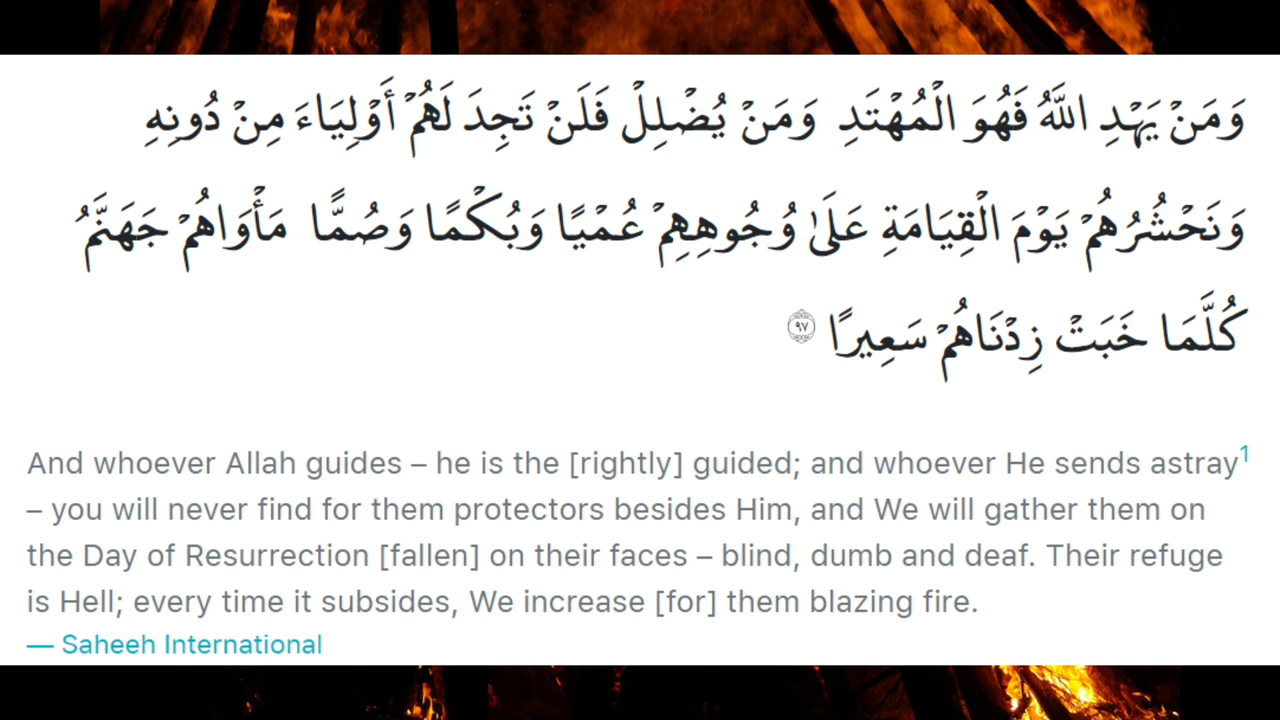 وَمَنْ يَهْدِ اللَّهُ فَهُوَ الْمُهْتَدِ وَمَنْ يُضْلِلْ فَلَنْ تَجِدَ لَهُمْ أَوْلِيَاءَ مِنْ دُونِهِ
وَنَحْشُرُهُمْ يَوْمَ الْقِيَامَةِ عَلَىٰ وُجُوهِهِمْ عُمْيًا وَبُكْمًا وَصُمًّا مَأْوَاهُمْ جَهَنَّمُ
كُلَّمَا خَبَتْ زِدْنَاهُمْ سَعِيرًا ٩٧
And whoever Allah guides – he is the [rightly] guided; and whoever He sends astray¹
– you will never find for them protectors besides Him, and We will gather them on
the Day of Resurrection [fallen] on their faces – blind, dumb and deaf. Their refuge
is Hell; every time it subsides, We increase [for] them blazing fire.
— Saheeh International